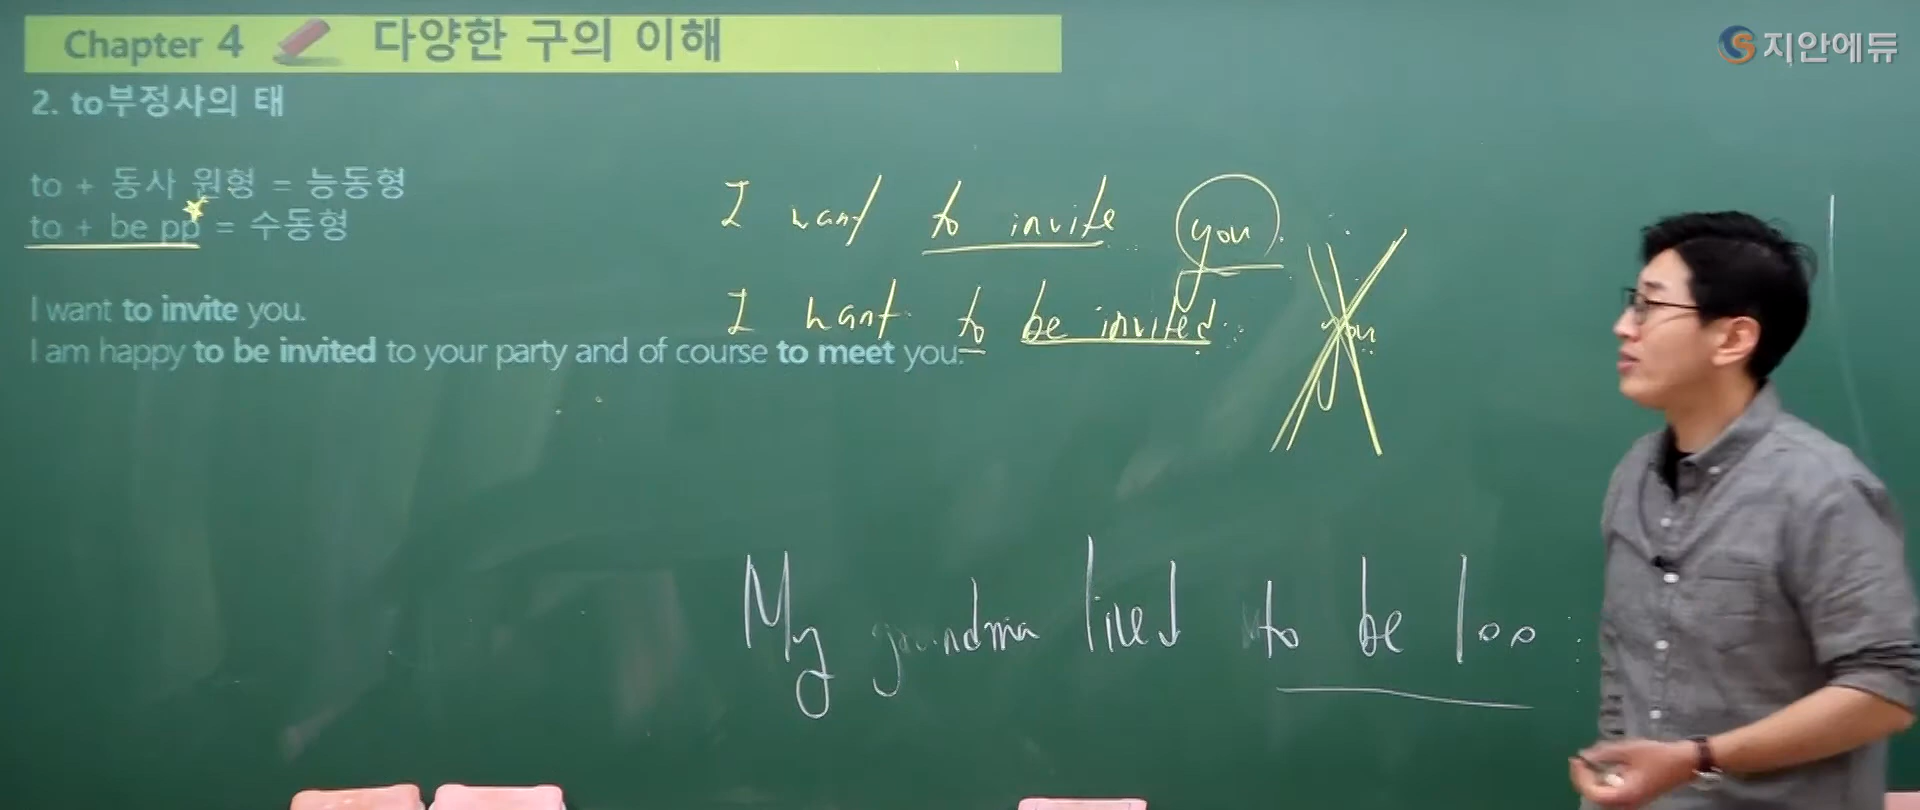 Chapter 4 다양한 구의 이해
지안에듀
2. to부정사의 태
to + 동사 원형 = 능동형
to + be pp = 수동형
I want to invite you.
I am happy to be invited to your party and of course to meet you.
I want to invite you.
I want to be invited. you
My grandma lived to be 100